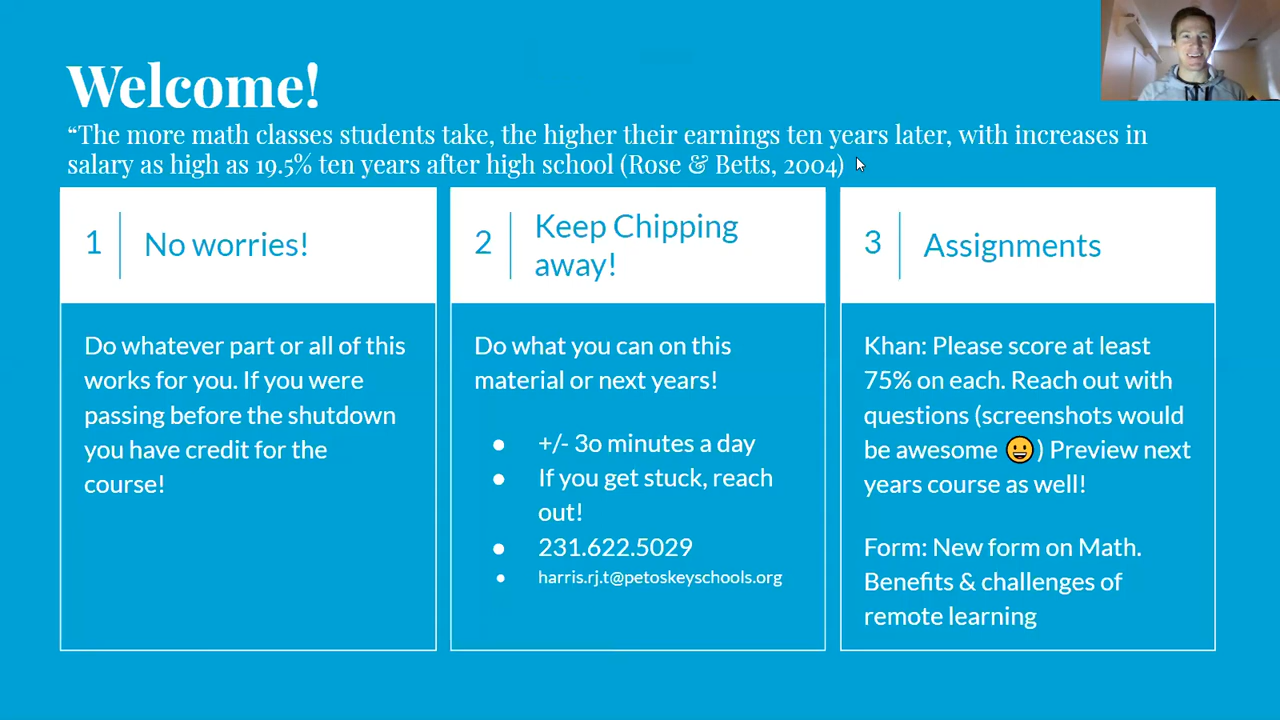 Welcome!
“The more math classes students take, the higher their earnings ten years later, with increases in
salary as high as 19.5% ten years after high school (Rose & Betts, 2004)
1
No worries!
Do whatever part or all of this
works for you. If you were
passing before the shutdown
you have credit for the
course!
2
Keep Chipping
away!
Do what you can on this
material or next years!
● +/- 3o minutes a day
● If you get stuck, reach
out!
● 231.622.5029
● harris.rj.t@petoskeyschools.org
3
Assignments
Khan: Please score at least
75% on each. Reach out with
questions (screenshots would
be awesome 😀) Preview next
years course as well!
Form: New form on Math.
Benefits & challenges of
remote learning